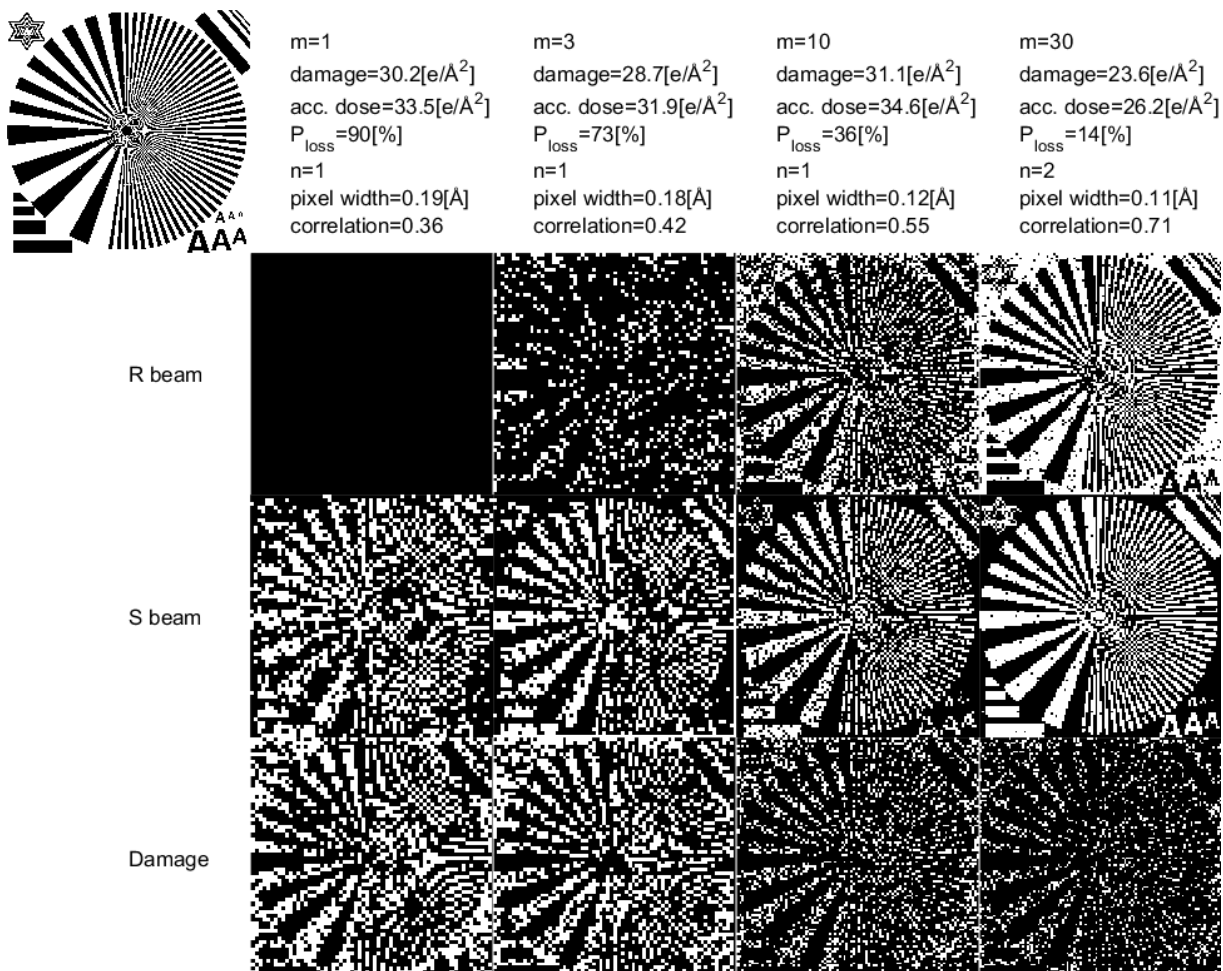 m=1
damage=30.2[e/Å²]
acc. dose=33.5[e/Å²]
P_loss=90[%]
n=1
pixel width=0.19[Å]
correlation=0.36
m=3
damage=28.7[e/Å²]
acc. dose=31.9[e/Å²]
P_loss=73[%]
n=1
pixel width=0.18[Å]
correlation=0.42
m=10
damage=31.1[e/Å²]
acc. dose=34.6[e/Å²]
P_loss=36[%]
n=1
pixel width=0.12[Å]
correlation=0.55
m=30
damage=23.6[e/Å²]
acc. dose=26.2[e/Å²]
P_loss=14[%]
n=2
pixel width=0.11[Å]
correlation=0.71
A A A
AAA
R beam
AAA
S beam
AAA
Damage